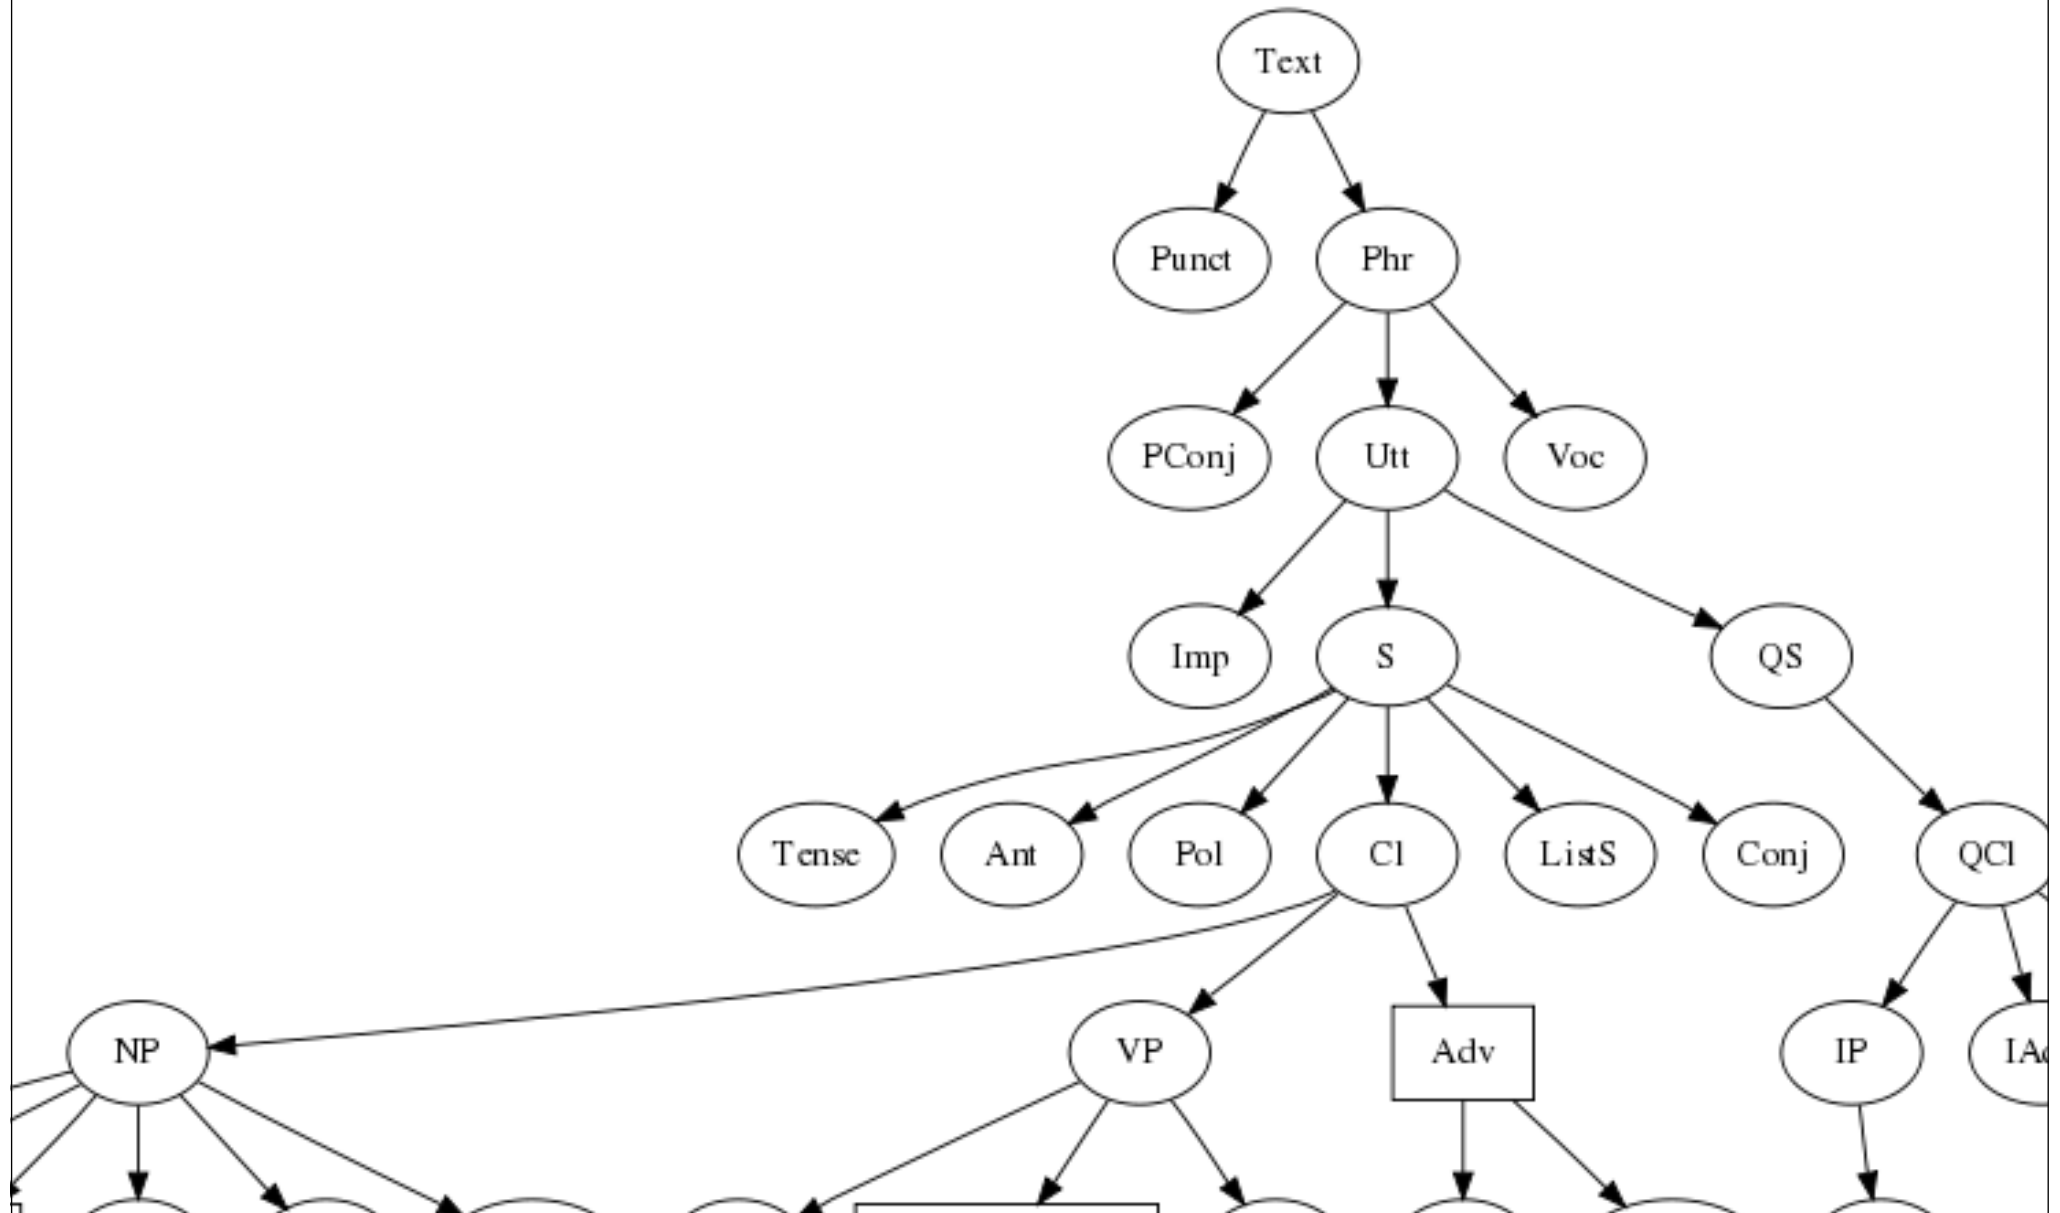 Text
Punct
Phr
PConj
Utt
Voc
Imp
S
QS
Tense
Ant
Pol
Cl
ListS
Conj
QCl
NP
VP
Adv
IP